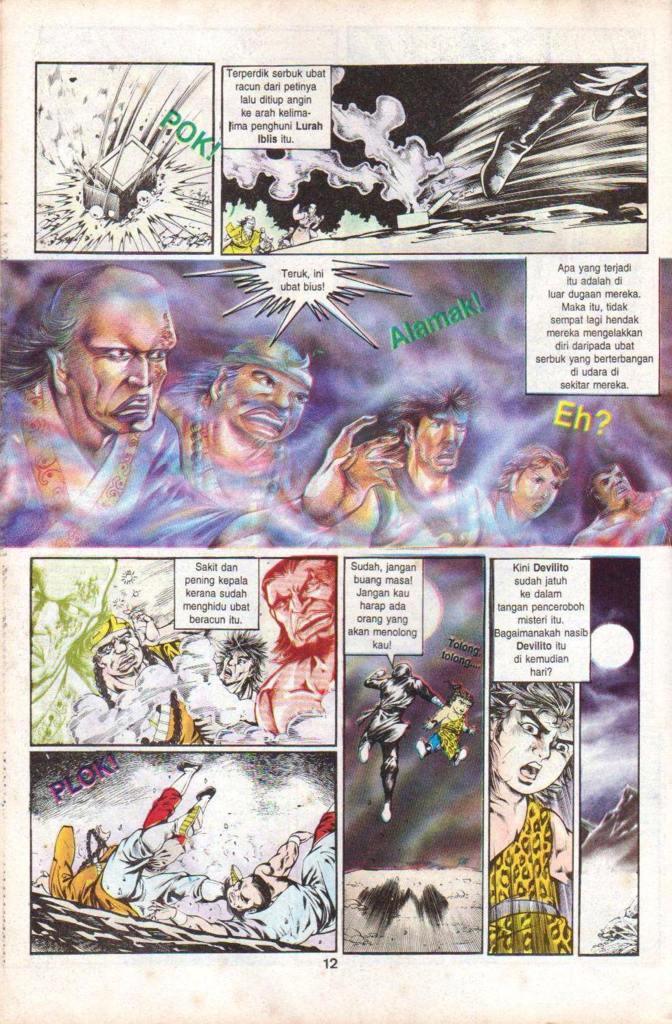 POK!
Terperdik serbuk ubat
racun dari petinya
lalu ditiup angin
ke arah kelima-
lima penghuni Lurah
Iblis itu.
Teruk, ini
ubat bius!
Alamak!
Apa yang terjadi
itu adalah di
luar dugaan mereka.
Maka itu, tidak
sempat lagi hendak
mereka mengelakkan
diri daripada ubat
serbuk yang berterbangan
di udara di
sekitar mereka.
Eh?
Sakit dan
pening kepala
kerana sudah
menghidu ubat
beracun itu.
PLOK!
Sudah, jangan
buang masa!
Jangan kau
harap ada
orang yang
akan menolong
kau!
Tolong,
tolong....
Kini Devilito
sudah jatuh
ke dalam
tangan penceroboh
misteri itu.
Bagaimanakah nasib
Devilito itu
di kemudian
hari?
12